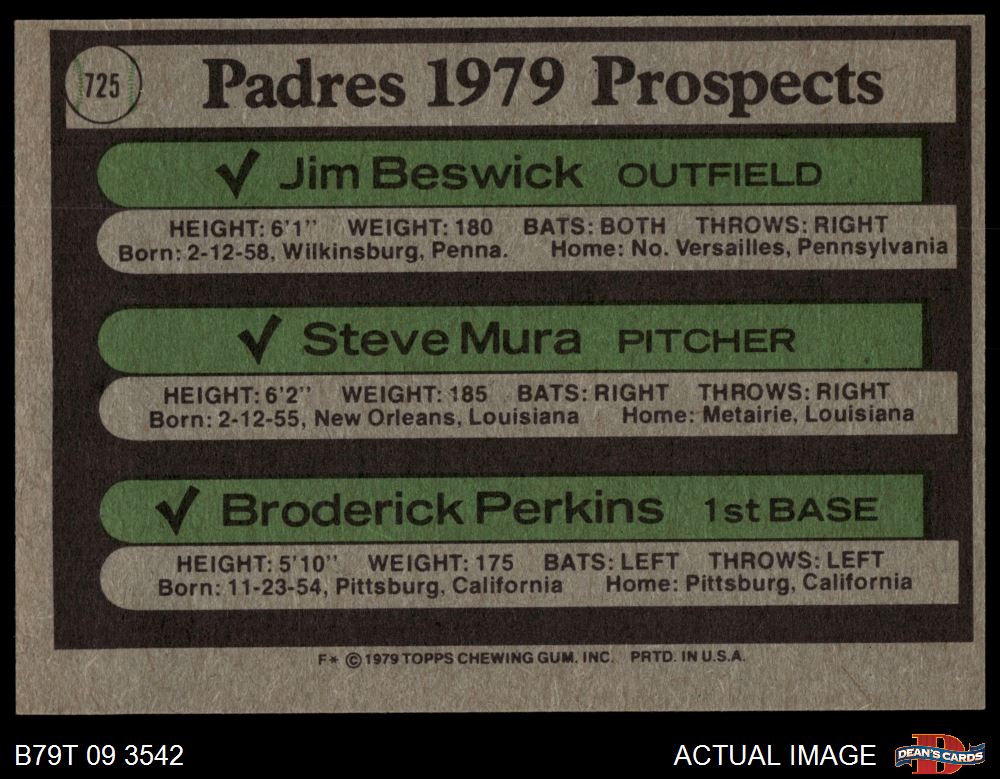 725
Padres 1979 Prospects
✓ Jim Beswick OUTFIELD
HEIGHT: 6'1" WEIGHT: 180 BATS: BOTH THROWS: RIGHT
Born: 2-12-58, Wilkinsburg, Penna. Home: No. Versailles, Pennsylvania
✓ Steve Mura PITCHER
HEIGHT: 6'2" WEIGHT: 185 BATS: RIGHT THROWS: RIGHT
Born: 2-12-55, New Orleans, Louisiana Home: Metairie, Louisiana
✓ Broderick Perkins 1st BASE
HEIGHT: 5'10" WEIGHT: 175 BATS: LEFT THROWS: LEFT
Born: 11-23-54, Pittsburg, California Home: Pittsburg, California
F* © 1979 TOPPS CHEWING GUM, INC. PRTD. IN U.S.A.
B79T 09 3542
ACTUAL IMAGE
D
DEAN'S CARDS